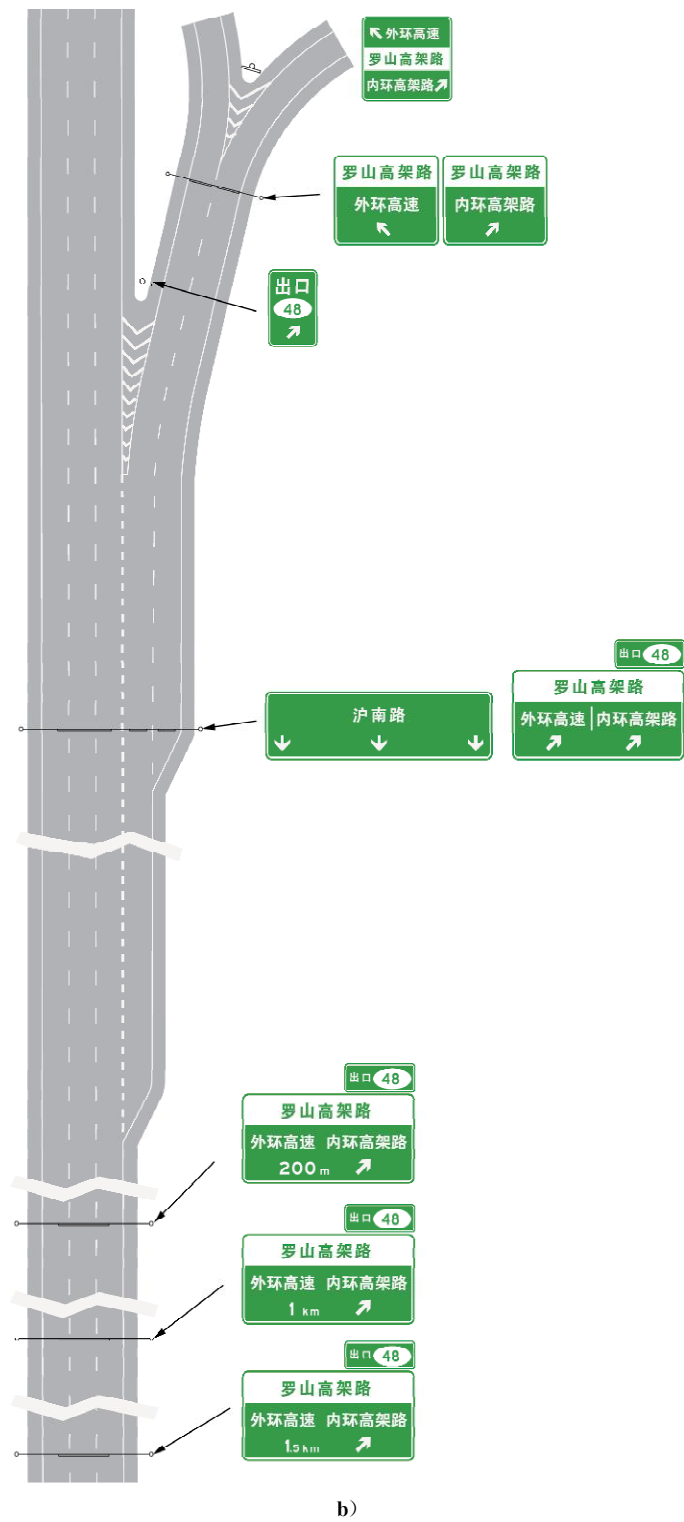 外环高速
罗山高架路
内环高架路
罗山高架路
外环高速
罗山高架路
内环高架路
出口
48
出口 48
罗山高架路
外环高速 内环高架路
沪南路
出口 48
罗山高架路
外环高速 内环高架路
200 m
出口 48
罗山高架路
外环高速 内环高架路
1 km
出口 48
罗山高架路
外环高速 内环高架路
1.5 km
b）